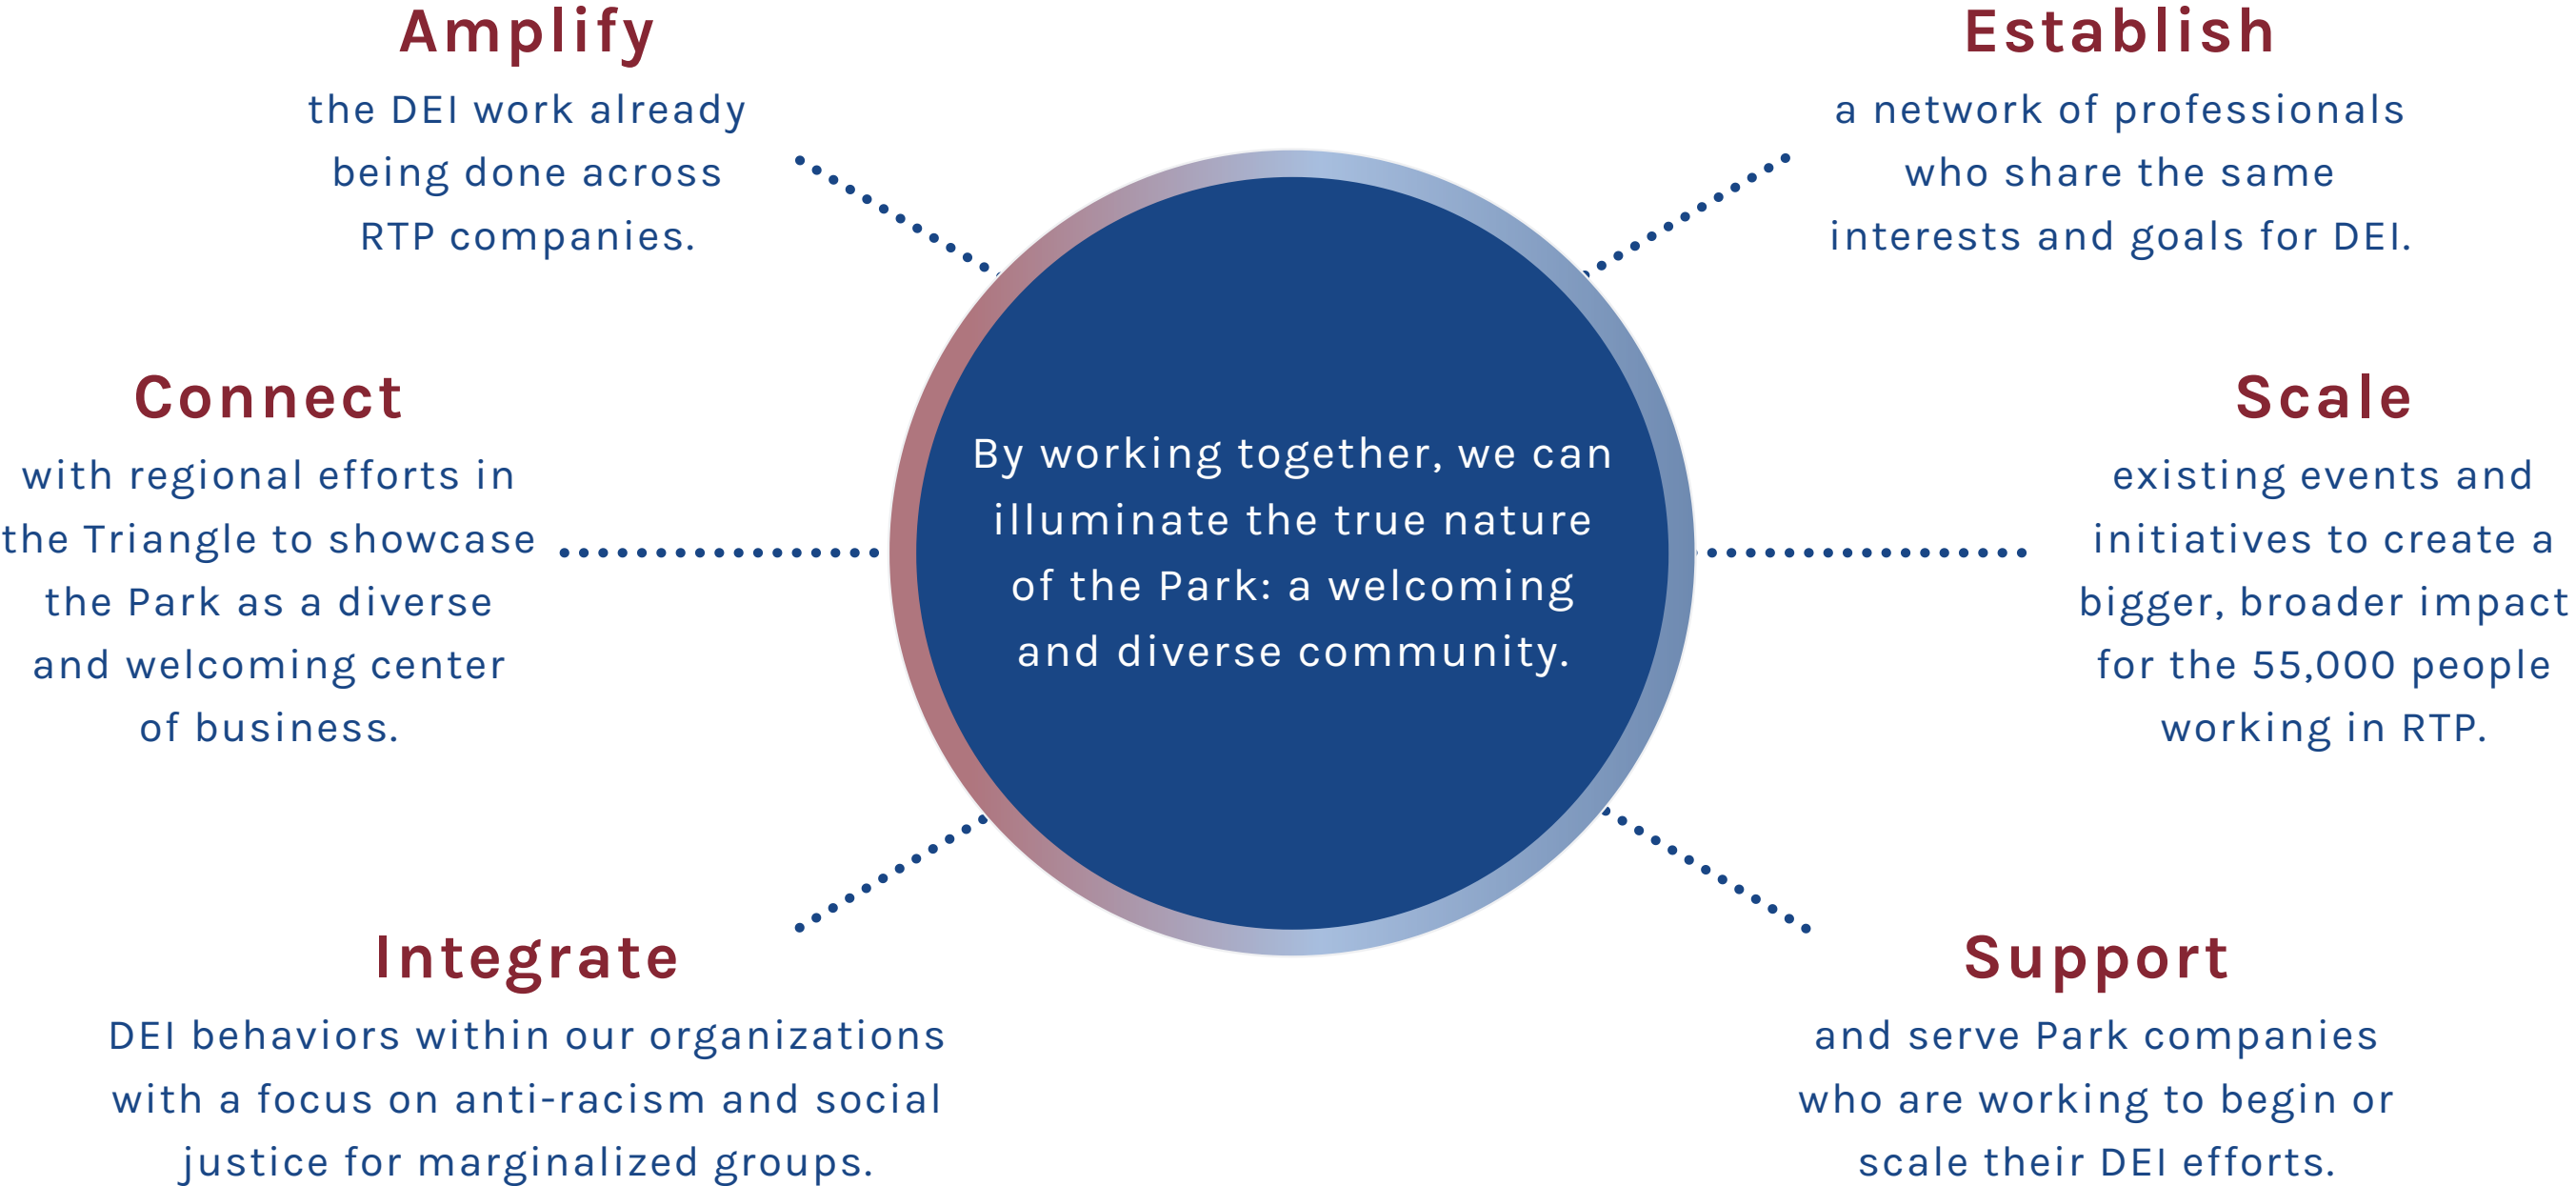 Amplify
the DEI work already
being done across
RTP companies.
Establish
a network of professionals
who share the same
interests and goals for DEI.
Connect
with regional efforts in
the Triangle to showcase
the Park as a diverse
and welcoming center
of business.
By working together, we can
illuminate the true nature
of the Park: a welcoming
and diverse community.
Scale
existing events and
initiatives to create a
bigger, broader impact
for the 55,000 people
working in RTP.
Integrate
DEI behaviors within our organizations
with a focus on anti-racism and social
justice for marginalized groups.
Support
and serve Park companies
who are working to begin or
scale their DEI efforts.